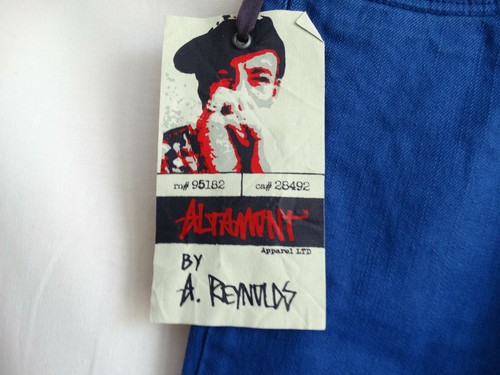 rn# 95182 ca# 28492
ALTAMONT
Apparel LTD
BY
A. REYNOLDS